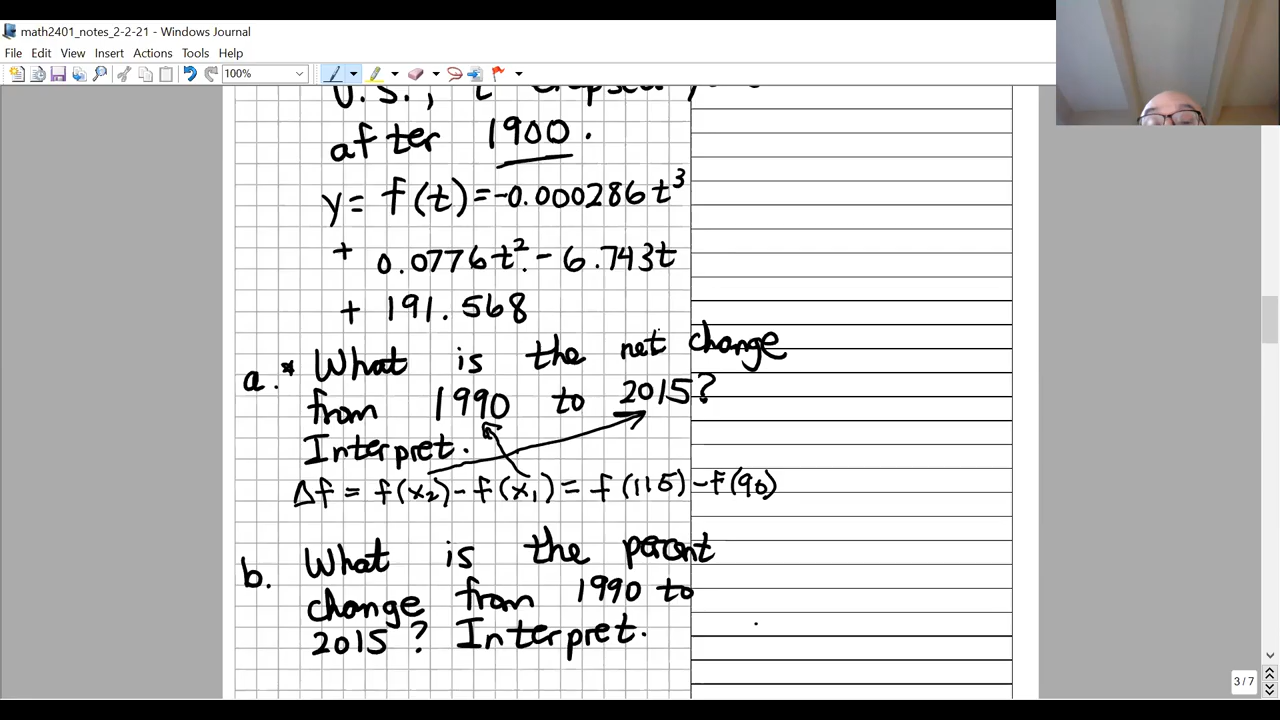 math2401_notes_2-2-21 - Windows Journal
File Edit View Insert Actions Tools Help
100%
U.S., t
after 1900.
y = f(t) = -0.000286t³
+ 0.0776t² - 6.743t
+ 191.568
a. * What is the net change
from 1990 to 2015?
Interpret.
Δf = f(x₂) - f(x₁) = f(115) - f(90)
b. What is the percent
change from 1990 to
2015? Interpret.
3 / 7